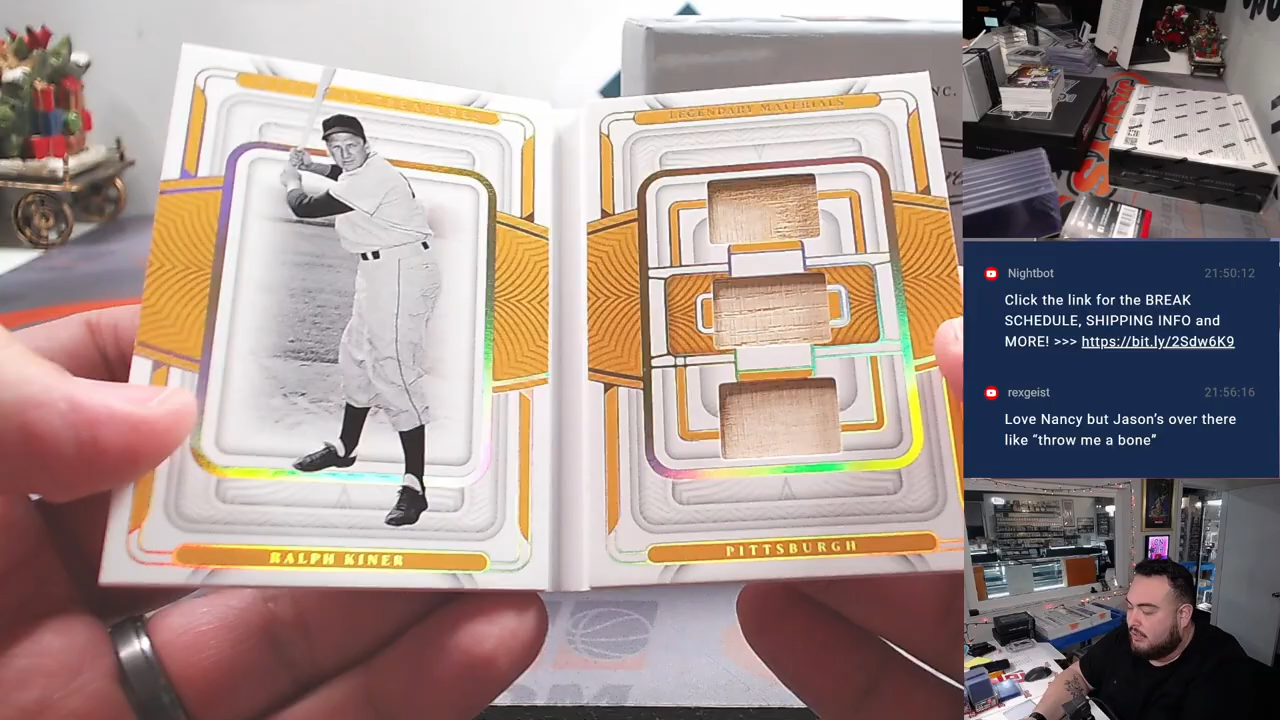 LEGENDARY MATERIALS
RALPH KINER
PITTSBURGH
NC.
Nightbot
21:50:12
Click the link for the BREAK
SCHEDULE, SHIPPING INFO and
MORE! >>> https://bit.ly/2Sdw6K9
rexgeist
21:56:16
Love Nancy but Jason's over there
like “throw me a bone”